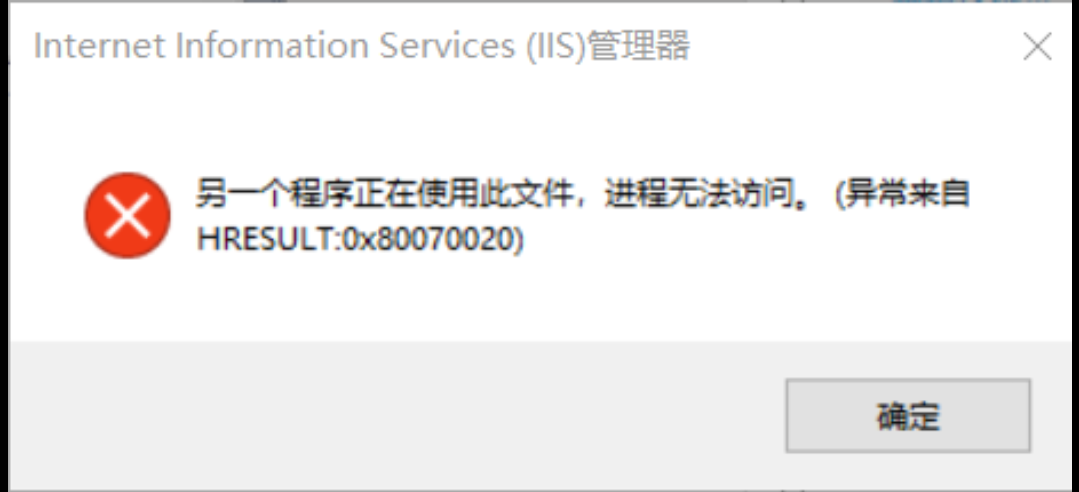 Internet Information Services (IIS)管理器
另一个程序正在使用此文件，进程无法访问。 (异常来自
HRESULT:0x80070020)
确定